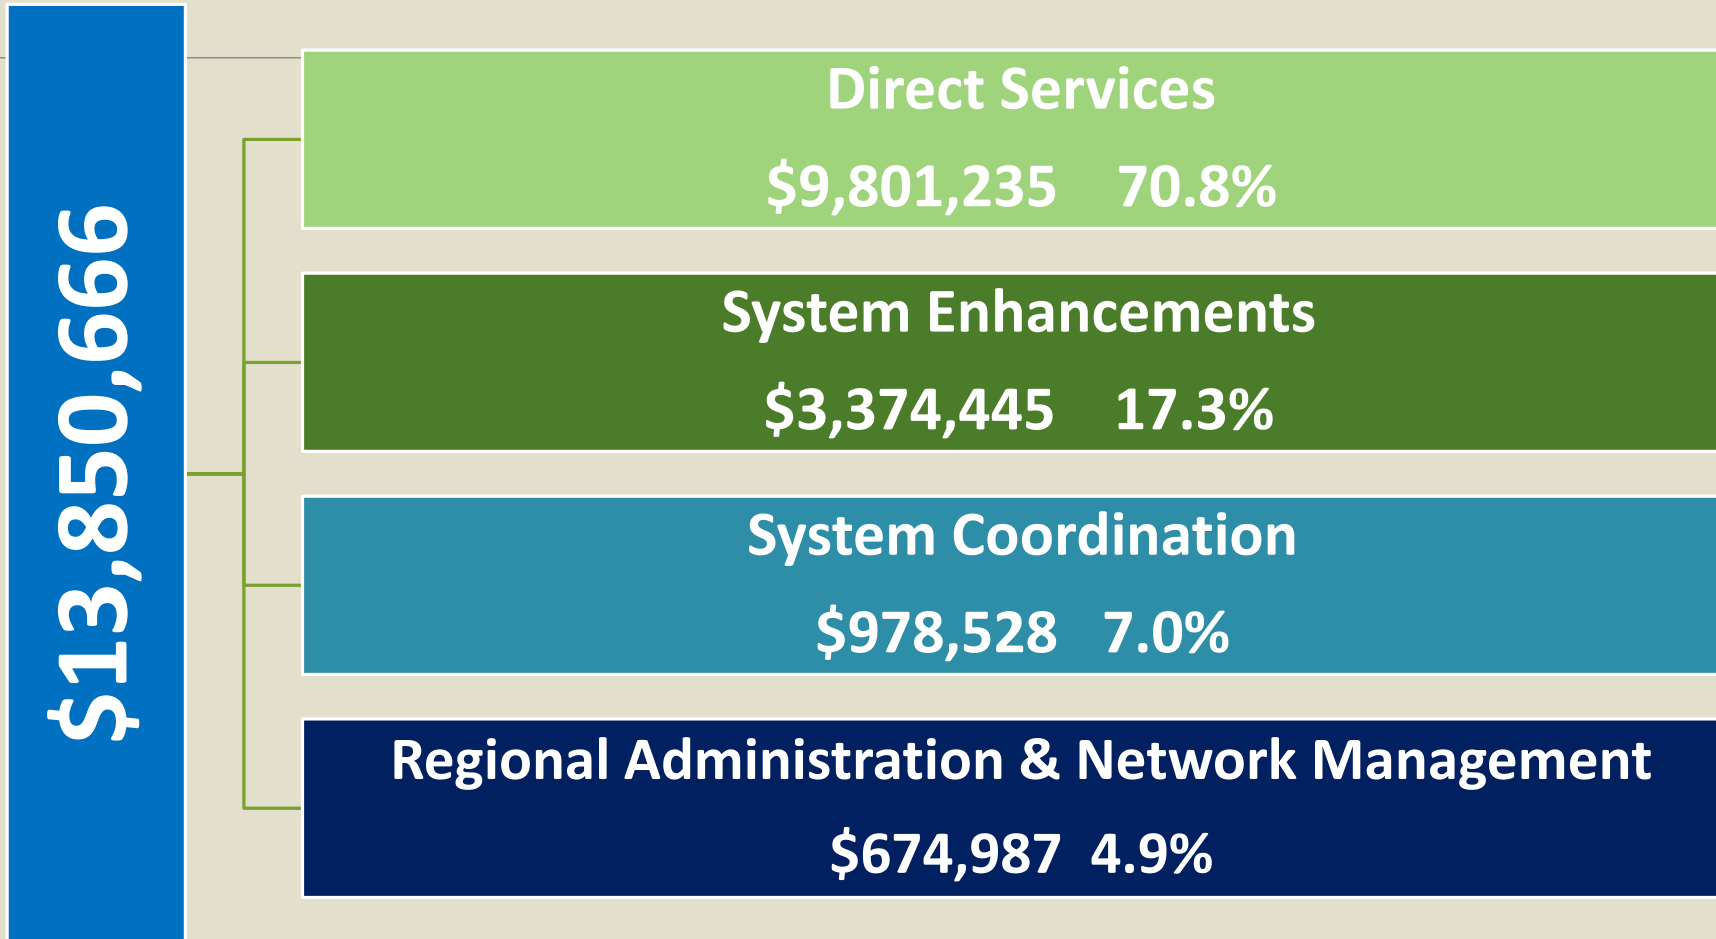 $13,850,666
Direct Services
$9,801,235 70.8%
System Enhancements
$3,374,445 17.3%
System Coordination
$978,528 7.0%
Regional Administration & Network Management
$674,987 4.9%